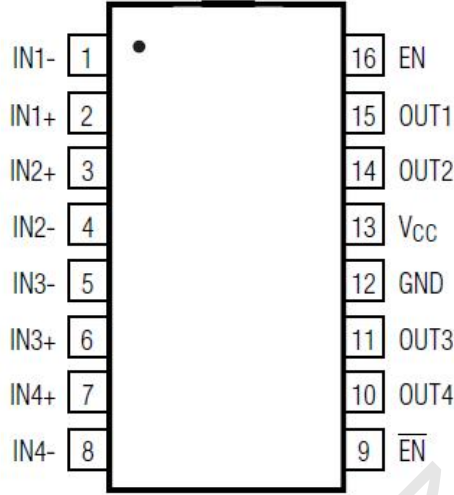 IN1- 1 16 EN
IN1+ 2 15 OUT1
IN2+ 3 14 OUT2
IN2- 4 13 VCC
IN3- 5 12 GND
IN3+ 6 11 OUT3
IN4+ 7 10 OUT4
IN4- 8 9 E̅N̅